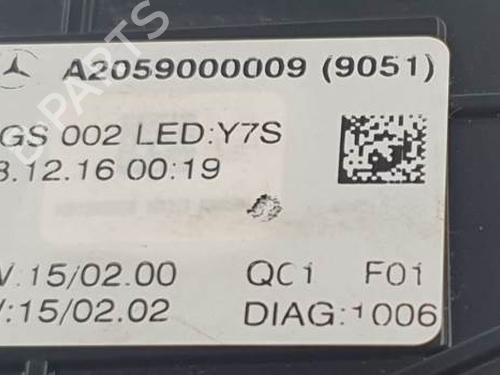 A2059000009 (9051)
GS 002 LED:Y7S
.12.16 00:19
:15/02.00 QC1 F01
:15/02.02 DIAG:1006
B-PARTS